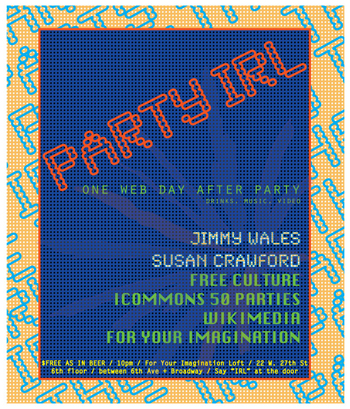 PARTY IRL
ONE WEB DAY AFTER PARTY
DRINKS, MUSIC, VIDEO
JIMMY WALES
SUSAN CRAWFORD
FREE CULTURE
ICOMMONS 50 PARTIES
WIKIMEDIA
FOR YOUR IMAGINATION
$FREE AS IN BEER / 10pm / For Your Imagination Loft / 22 W. 27th St
6th floor / between 6th Ave + Broadway / Say "IRL" at the door